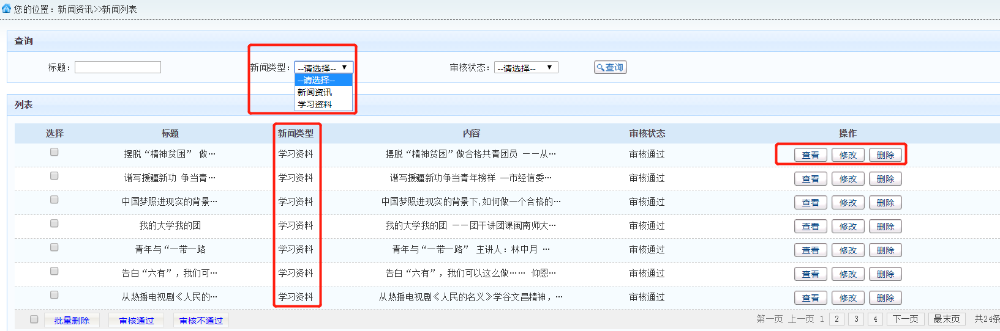 您的位置：新闻资讯>>新闻列表
查询
标题： 新闻类型： --请选择-- 审核状态： --请选择-- 查询
--请选择--
新闻资讯
学习资料
列表
选择 标题 新闻类型 内容 审核状态 操作
摆脱“精神贫困” 做… 学习资料 摆脱“精神贫困”做合格共青团员 ——从… 审核通过 查看 修改 删除
谱写援疆新功 争当青… 学习资料 谱写援疆新功争当青年榜样 —市经信委… 审核通过 查看 修改 删除
中国梦照进现实的背景… 学习资料 中国梦照进现实的背景下,如何做一个合格的… 审核通过 查看 修改 删除
我的大学我的团 学习资料 我的大学我的团 ——团干讲团课闽南师大… 审核通过 查看 修改 删除
青年与“一带一路 学习资料 青年与“一带一路” 主讲人：林中月 … 审核通过 查看 修改 删除
告白“六有”，我们可… 学习资料 告白“六有”，我们可以这么做…… 仰恩… 审核通过 查看 修改 删除
从热播电视剧《人民的… 学习资料 从热播电视剧《人民的名义》学谷文昌精神，… 审核通过 查看 修改 删除
批量删除 审核通过 审核不通过 第一页 上一页 1 2 3 4 下一页 最末页 共24条